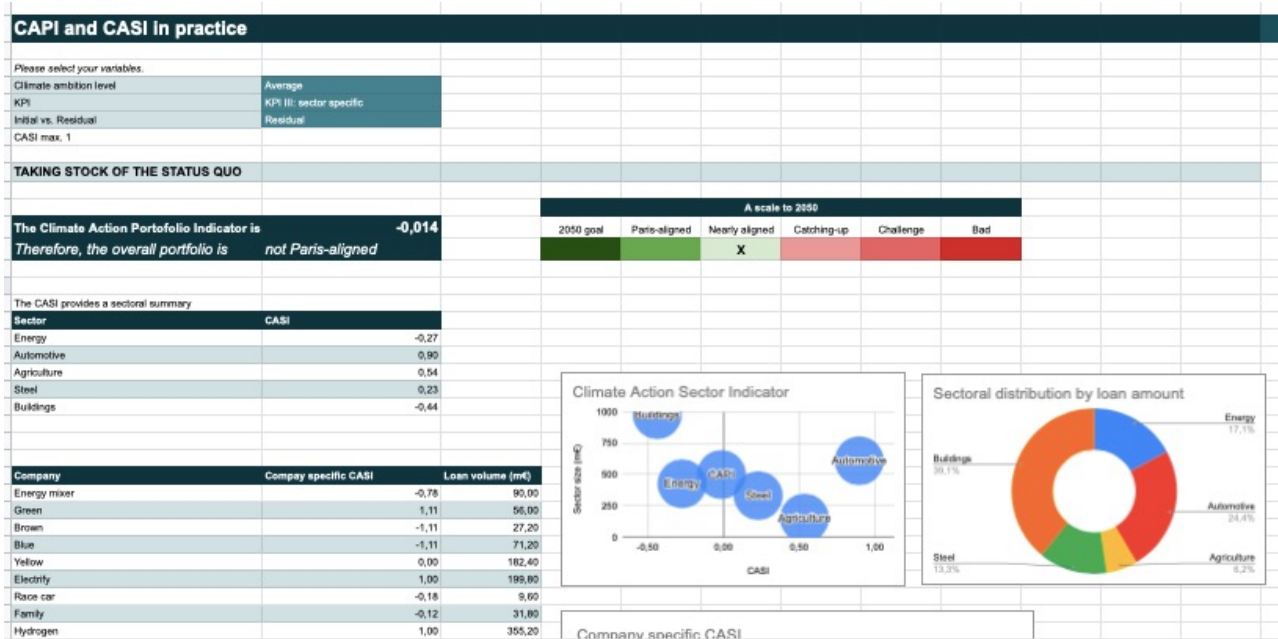 CAPI and CASI in practice
Please select your variables.
Climate ambition level Average
KPI KPI III: sector specific
Initial vs. Residual Residual
CASI max. 1
TAKING STOCK OF THE STATUS QUO
A scale to 2050
The Climate Action Portofolio Indicator is -0,014
2050 goal Paris-aligned Nearly aligned Catching-up Challenge Bad
Therefore, the overall portfolio is not Paris-aligned
X
The CASI provides a sectoral summary
Sector CASI
Energy -0,27
Automotive 0,90
Agriculture 0,54
Steel 0,23
Buildings -0,44
Company Compay specific CASI Loan volume (m€)
Energy mixer -0,78 90,00
Green 1,11 56,00
Brown -1,11 27,20
Blue -1,11 71,20
Yellow 0,00 182,40
Electrify 1,00 199,80
Race car -0,18 9,60
Family -0,12 31,80
Hydrogen 1,00 355,20
Climate Action Sector Indicator
Sector size (m€)
1000
750
500
250
0
-0,50 0,00 0,50 1,00
CASI
Buildings
Energy
CAPI
Steel
Agriculture
Automotive
Sectoral distribution by loan amount
Energy
17,1%
Buildings
39,1%
Automotive
24,4%
Steel
13,3%
Agriculture
6,2%
Company specific CASI